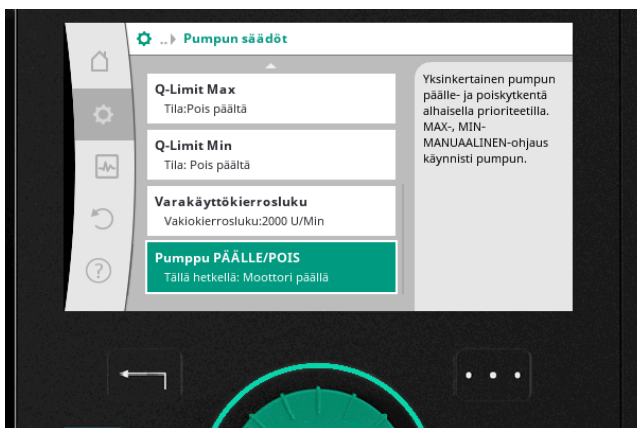 ..▶ Pumpun säädöt
Q-Limit Max
Tila:Pois päältä
Q-Limit Min
Tila: Pois päältä
Varakäyttökierrosluku
Vakiokierrosluku:2000 U/Min
Pumppu PÄÄLLE/POIS
Tällä hetkellä: Moottori päällä
Yksinkertainen pumpun
päälle- ja poiskytkentä
alhaisella prioriteetilla.
MAX-, MIN-
MANUAALINEN-ohjaus
käynnisti pumpun.
?